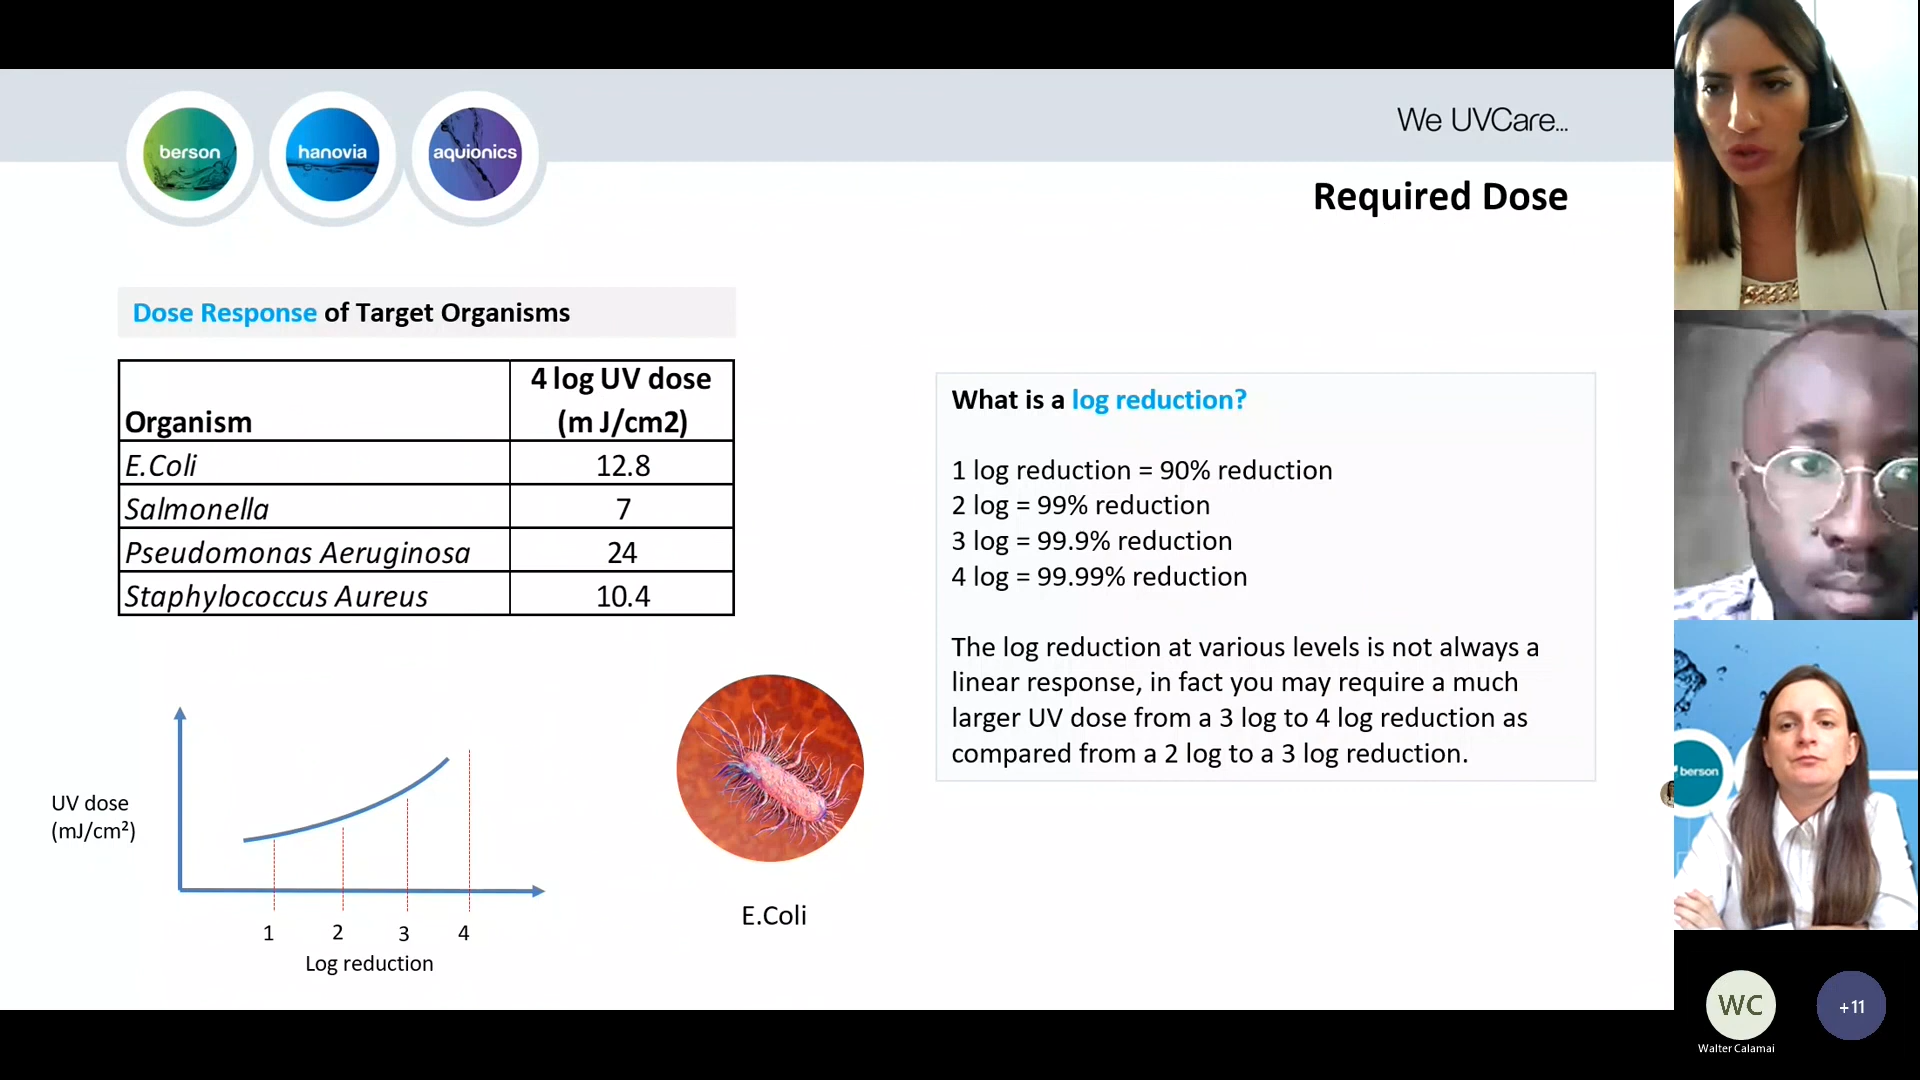 berson
hanovia
aquionics
We UVCare...
Required Dose
Dose Response of Target Organisms
Organism
4 log UV dose
(m J/cm2)
E.Coli 12.8
Salmonella 7
Pseudomonas Aeruginosa 24
Staphylococcus Aureus 10.4
UV dose
(mJ/cm²)
1 2 3 4
Log reduction
E.Coli
What is a log reduction?
1 log reduction = 90% reduction
2 log = 99% reduction
3 log = 99.9% reduction
4 log = 99.99% reduction
The log reduction at various levels is not always a
linear response, in fact you may require a much
larger UV dose from a 3 log to 4 log reduction as
compared from a 2 log to a 3 log reduction.
berson
WC
Walter Calamai
+11